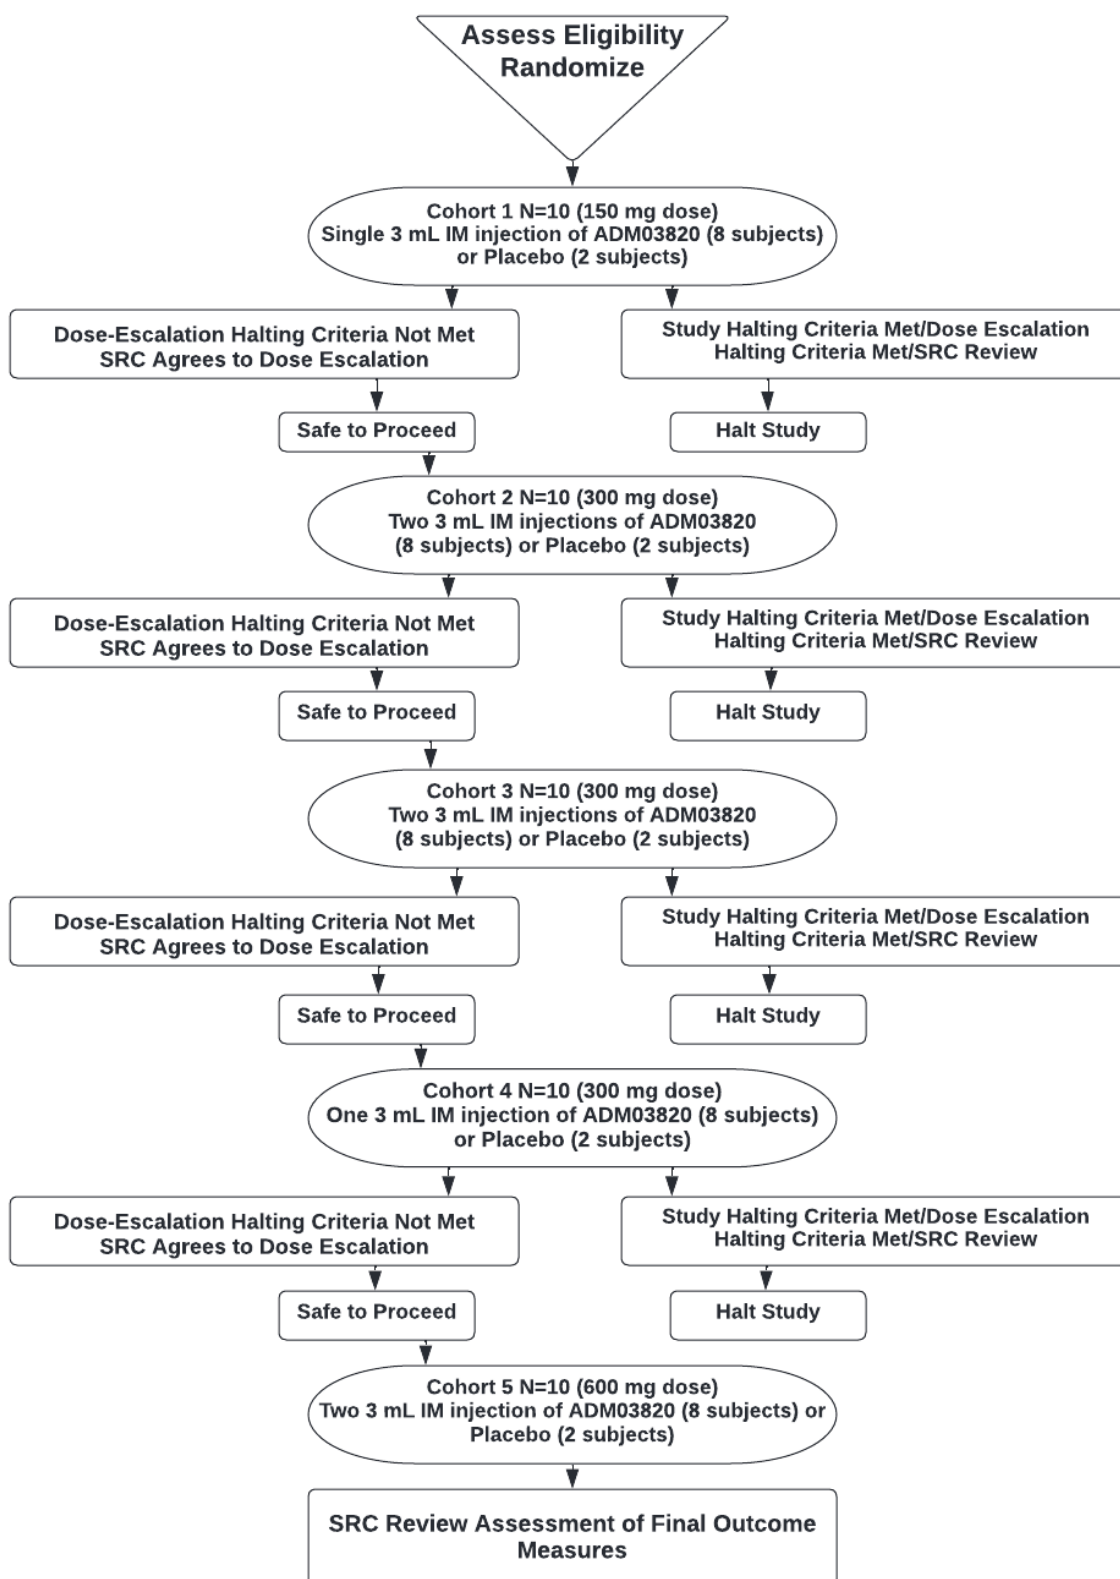 Assess Eligibility
Randomize
Cohort 1 N=10 (150 mg dose)
Single 3 mL IM injection of ADM03820 (8 subjects)
or Placebo (2 subjects)
Dose-Escalation Halting Criteria Not Met
SRC Agrees to Dose Escalation
Study Halting Criteria Met/Dose Escalation
Halting Criteria Met/SRC Review
Safe to Proceed
Halt Study
Cohort 2 N=10 (300 mg dose)
Two 3 mL IM injections of ADM03820
(8 subjects) or Placebo (2 subjects)
Dose-Escalation Halting Criteria Not Met
SRC Agrees to Dose Escalation
Study Halting Criteria Met/Dose Escalation
Halting Criteria Met/SRC Review
Safe to Proceed
Halt Study
Cohort 3 N=10 (300 mg dose)
Two 3 mL IM injections of ADM03820
(8 subjects) or Placebo (2 subjects)
Dose-Escalation Halting Criteria Not Met
SRC Agrees to Dose Escalation
Study Halting Criteria Met/Dose Escalation
Halting Criteria Met/SRC Review
Safe to Proceed
Halt Study
Cohort 4 N=10 (300 mg dose)
One 3 mL IM injection of ADM03820 (8 subjects)
or Placebo (2 subjects)
Dose-Escalation Halting Criteria Not Met
SRC Agrees to Dose Escalation
Study Halting Criteria Met/Dose Escalation
Halting Criteria Met/SRC Review
Safe to Proceed
Halt Study
Cohort 5 N=10 (600 mg dose)
Two 3 mL IM injection of ADM03820 (8 subjects) or
Placebo (2 subjects)
SRC Review Assessment of Final Outcome
Measures